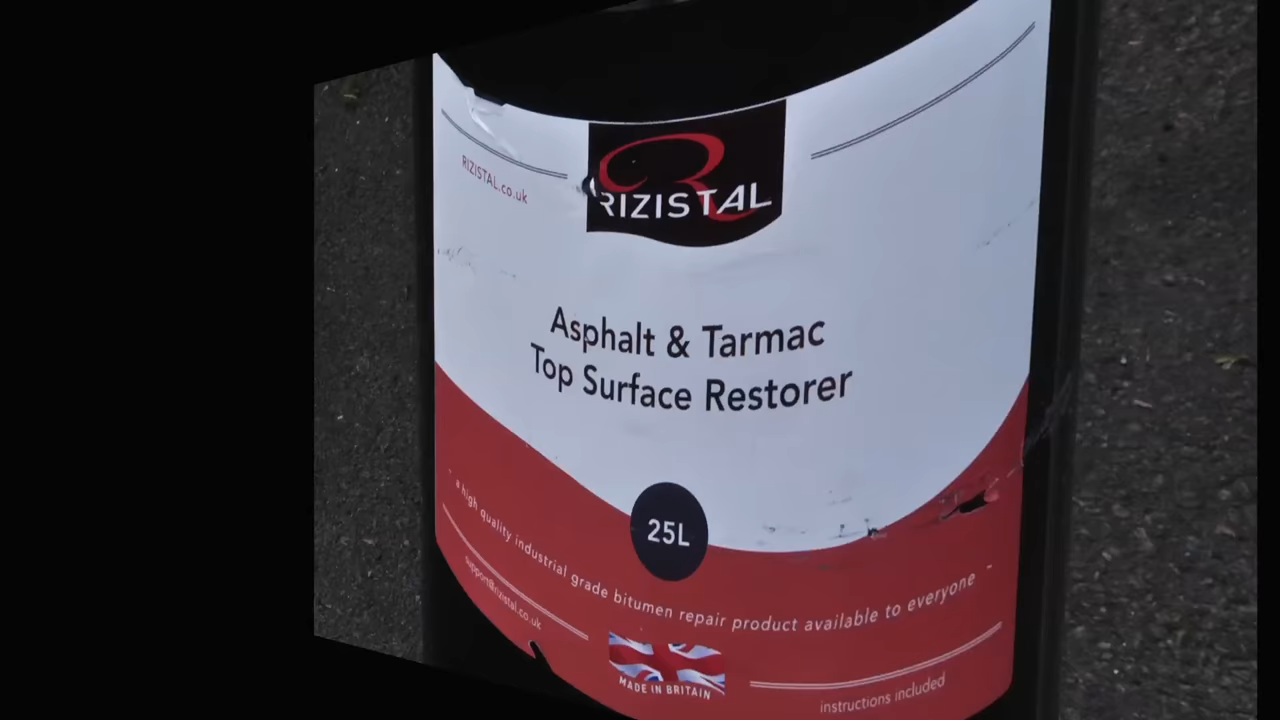 RIZISTAL
RIZISTAL.co.uk
Asphalt & Tarmac
Top Surface Restorer
25L
a high quality industrial grade bitumen repair product available to everyone
support@rizistal.co.uk
MADE IN BRITAIN
instructions included